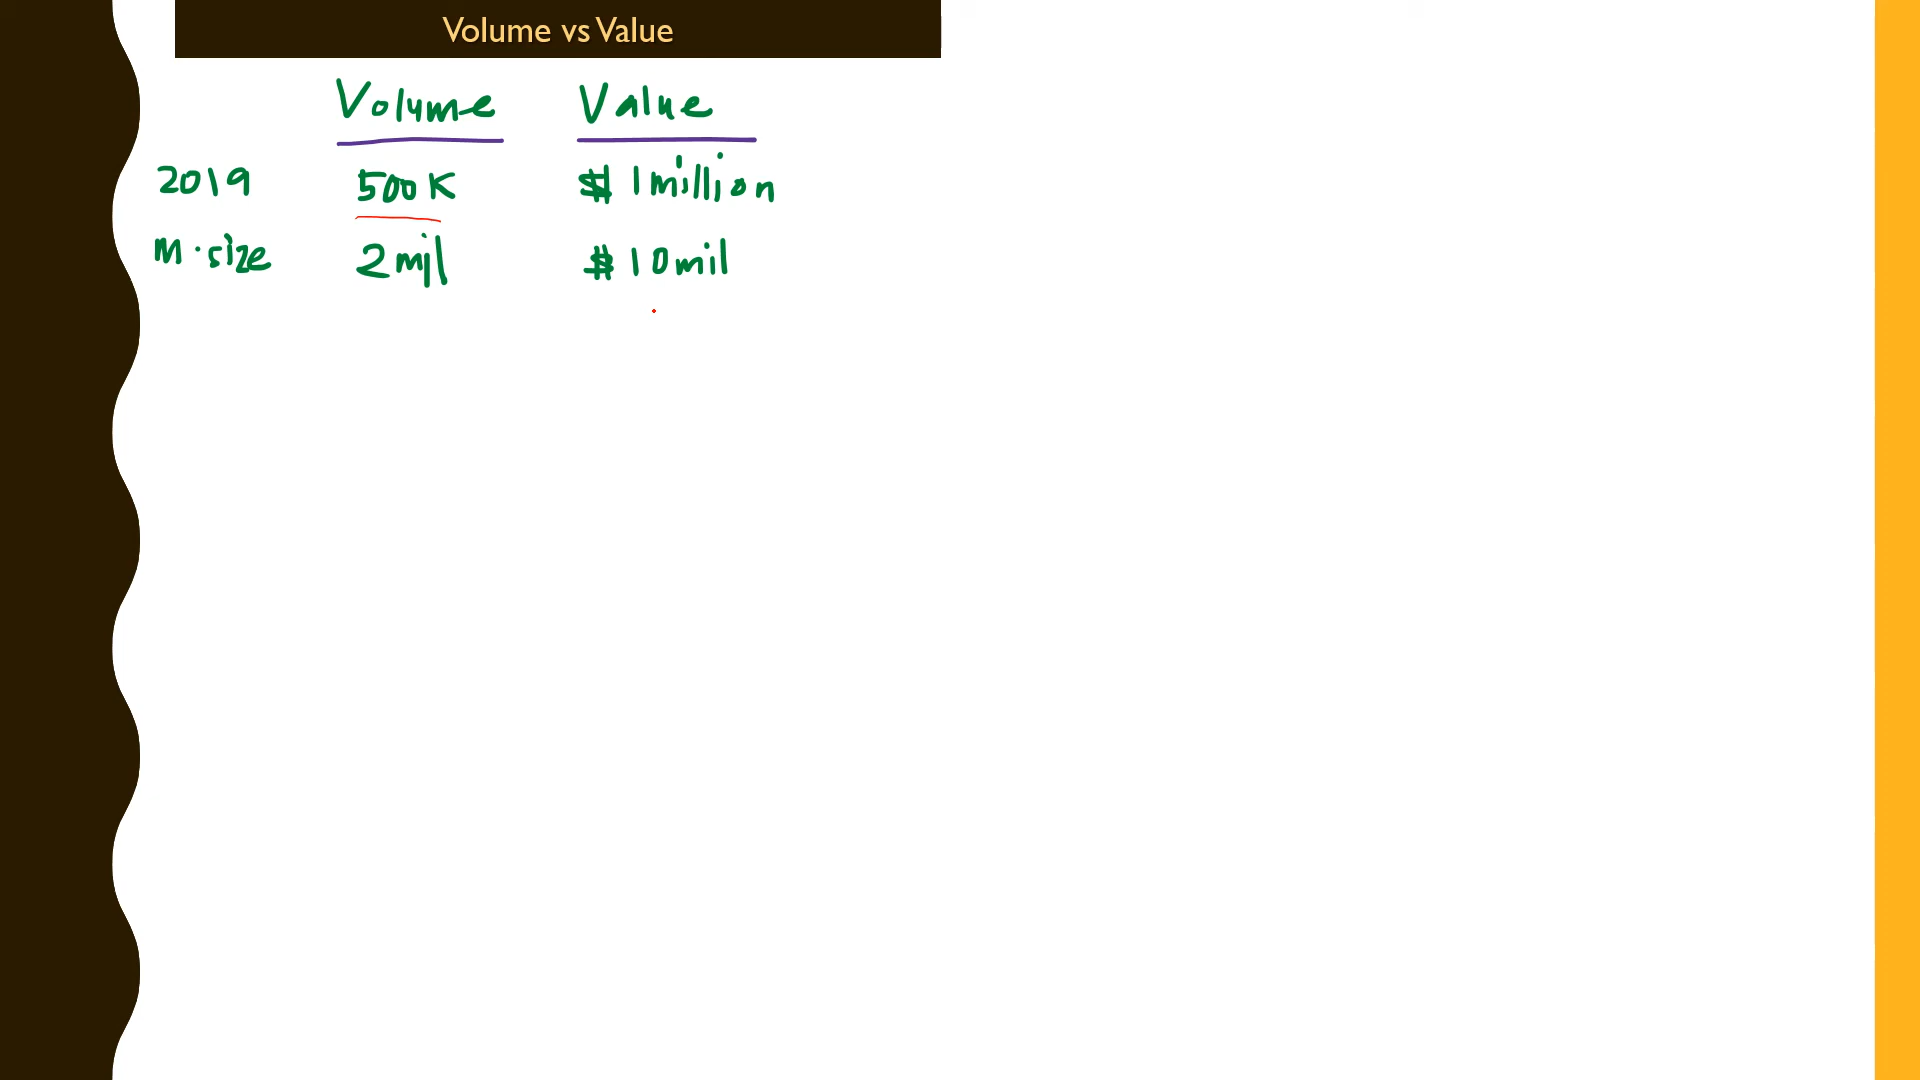 Volume vs Value
Volume Value
2019 500K $ 1million
M.size 2mil $ 10mil